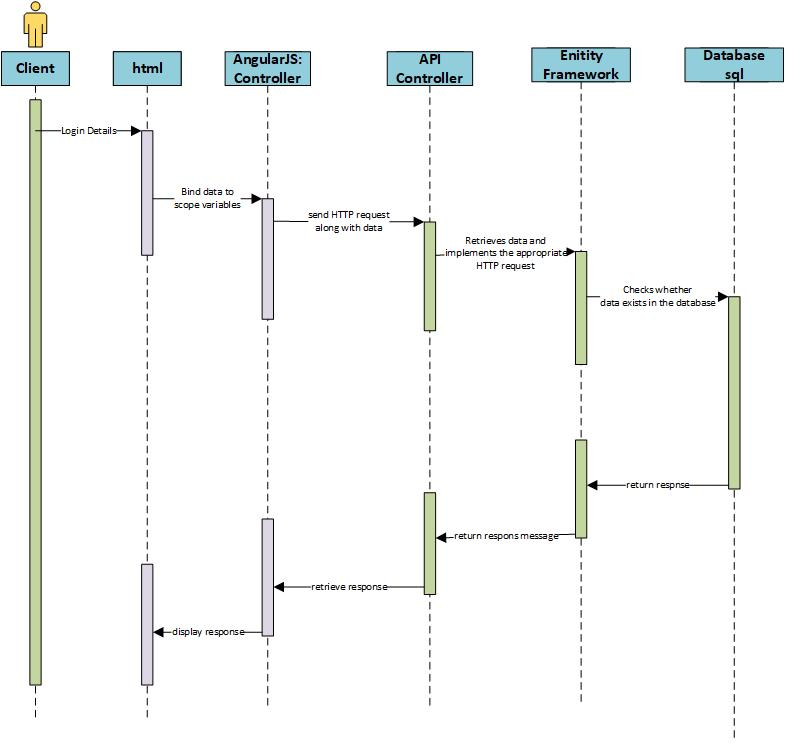 Client
html
AngularJS:
Controller
API
Controller
Enitity
Framework
Database
sql
Login Details
Bind data to
scope variables
send HTTP request
along with data
Retrieves data and
implements the appropriate
HTTP request
Checks whether
data exists in the database
return respnse
return respons message
retrieve response
display response